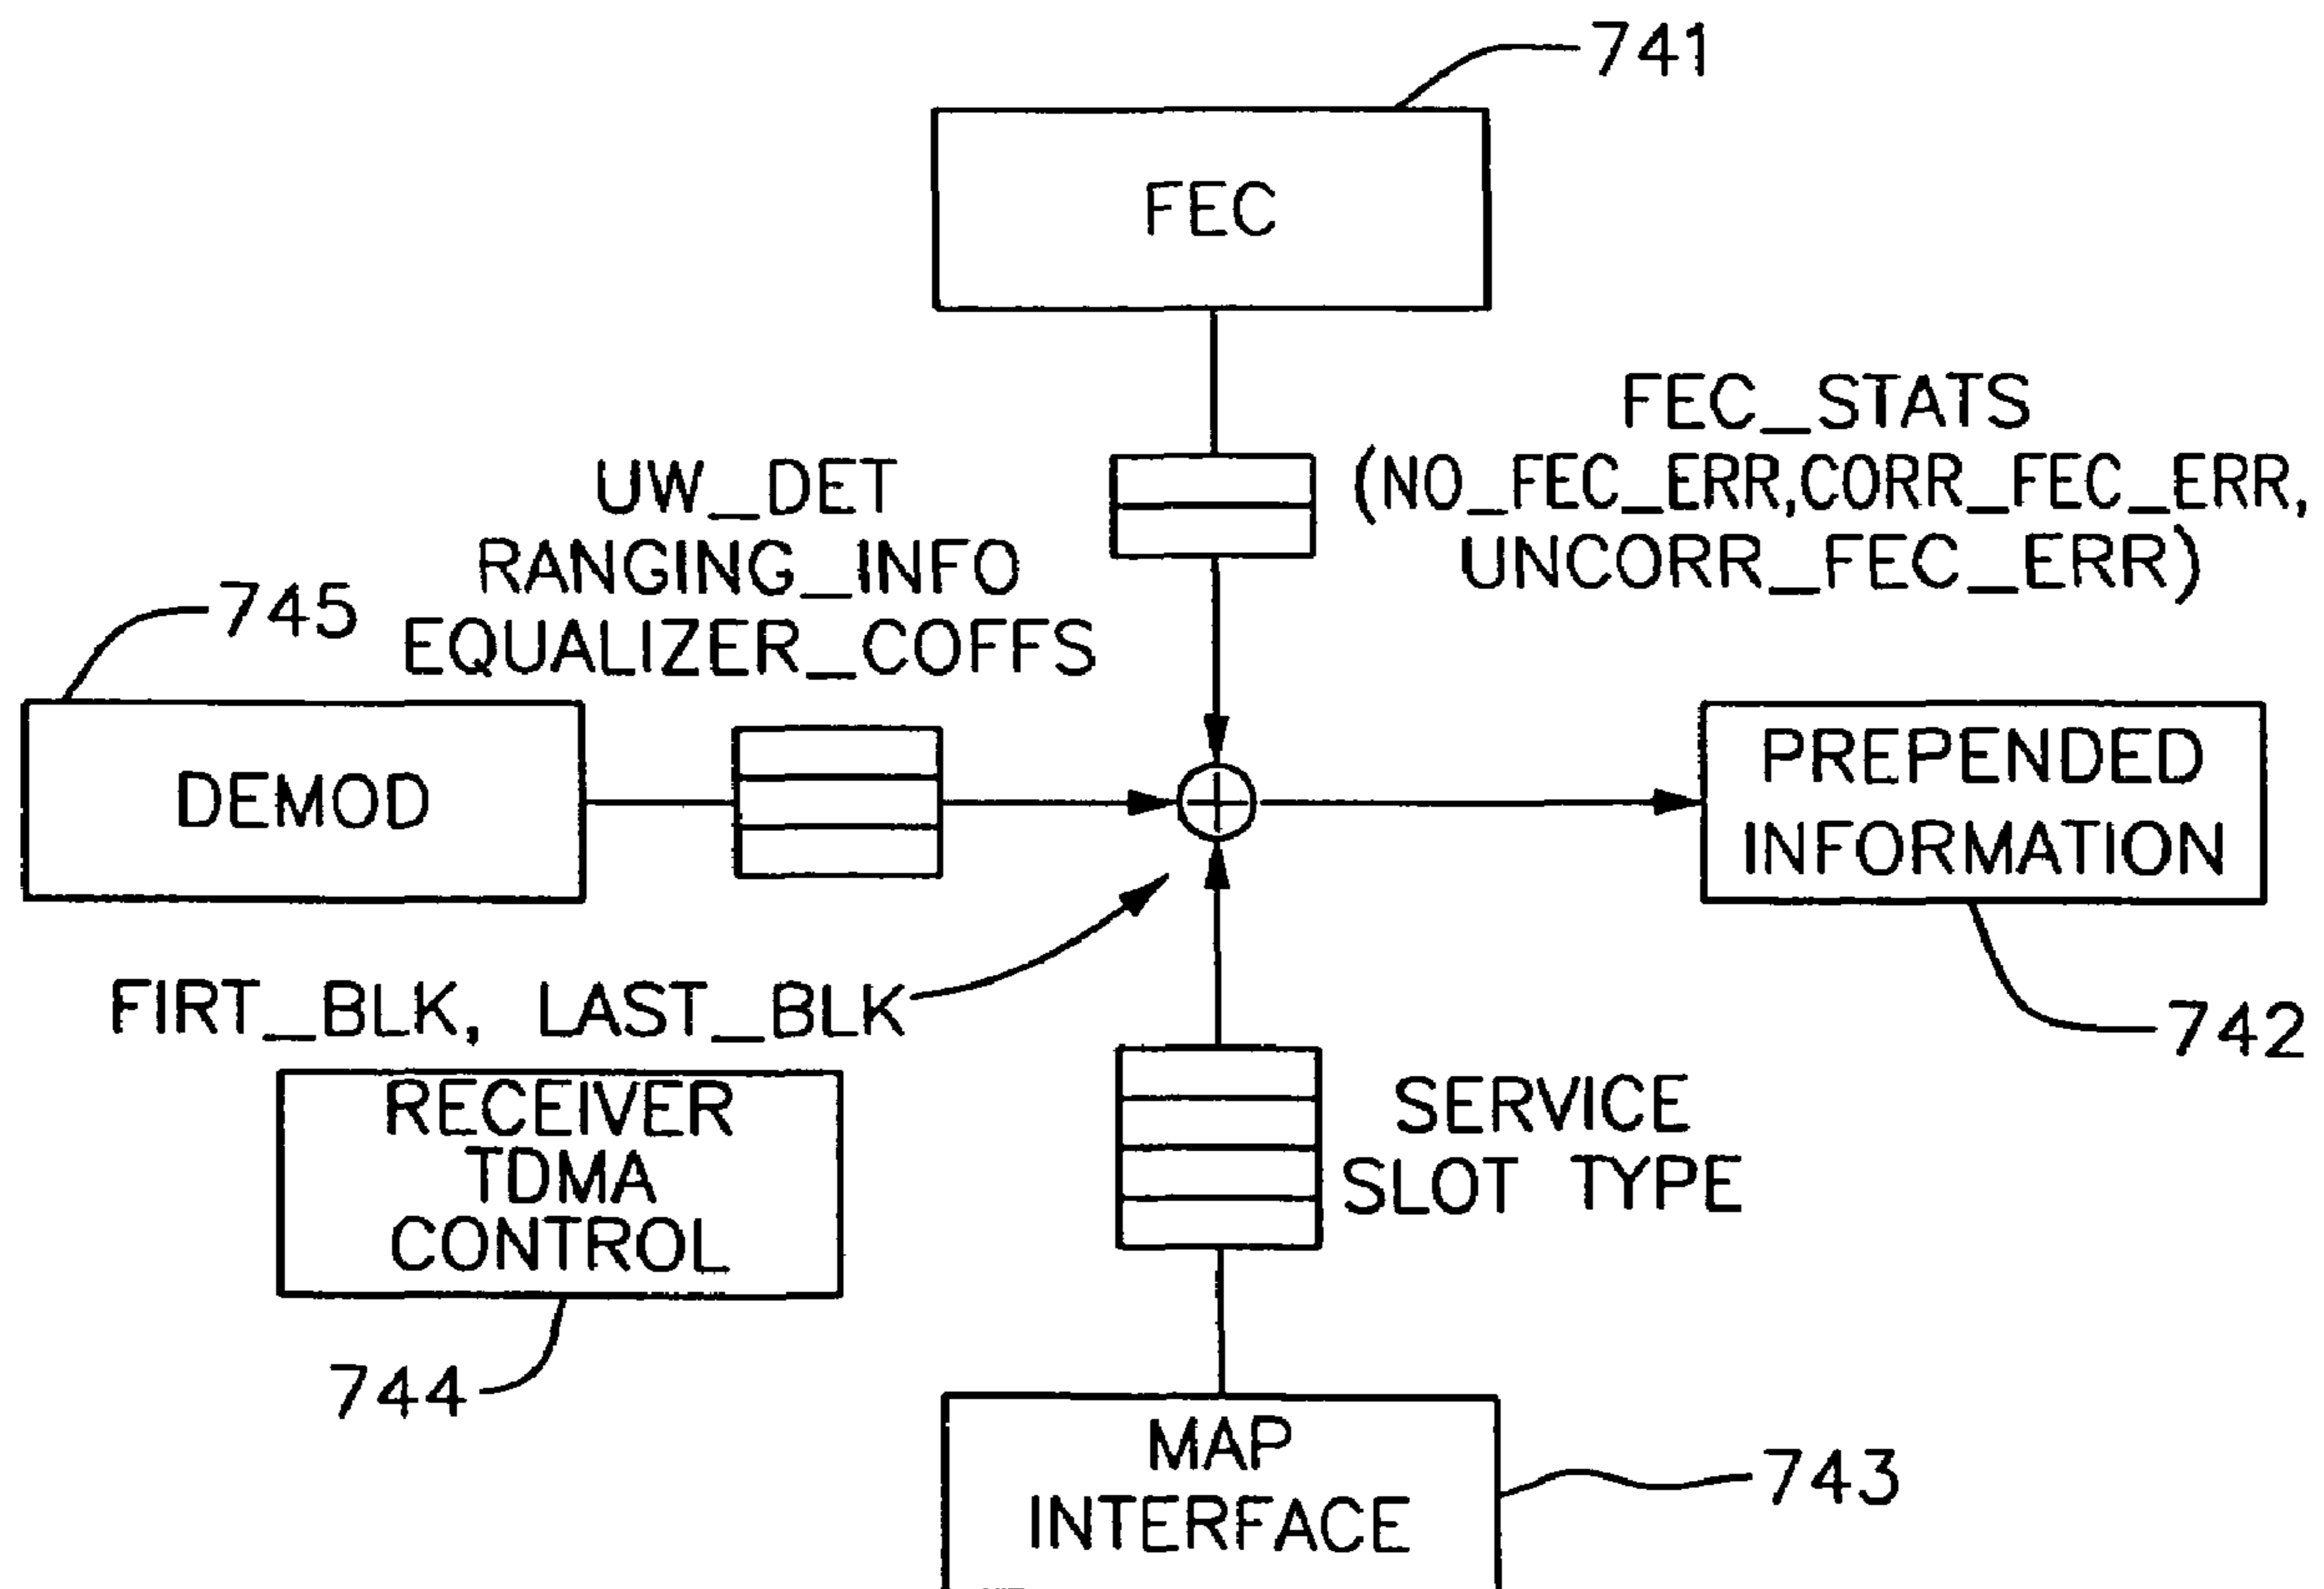 741
FEC
FEC_STATS
(NO_FEC_ERR,CORR_FEC_ERR,
UNCORR_FEC_ERR)
UW_DET
RANGING_INFO
EQUALIZER_COFFS
745
DEMOD
PREPENDED
INFORMATION
742
FIRT_BLK, LAST_BLK
RECEIVER
TDMA
CONTROL
744
SERVICE
SLOT TYPE
MAP
INTERFACE
743